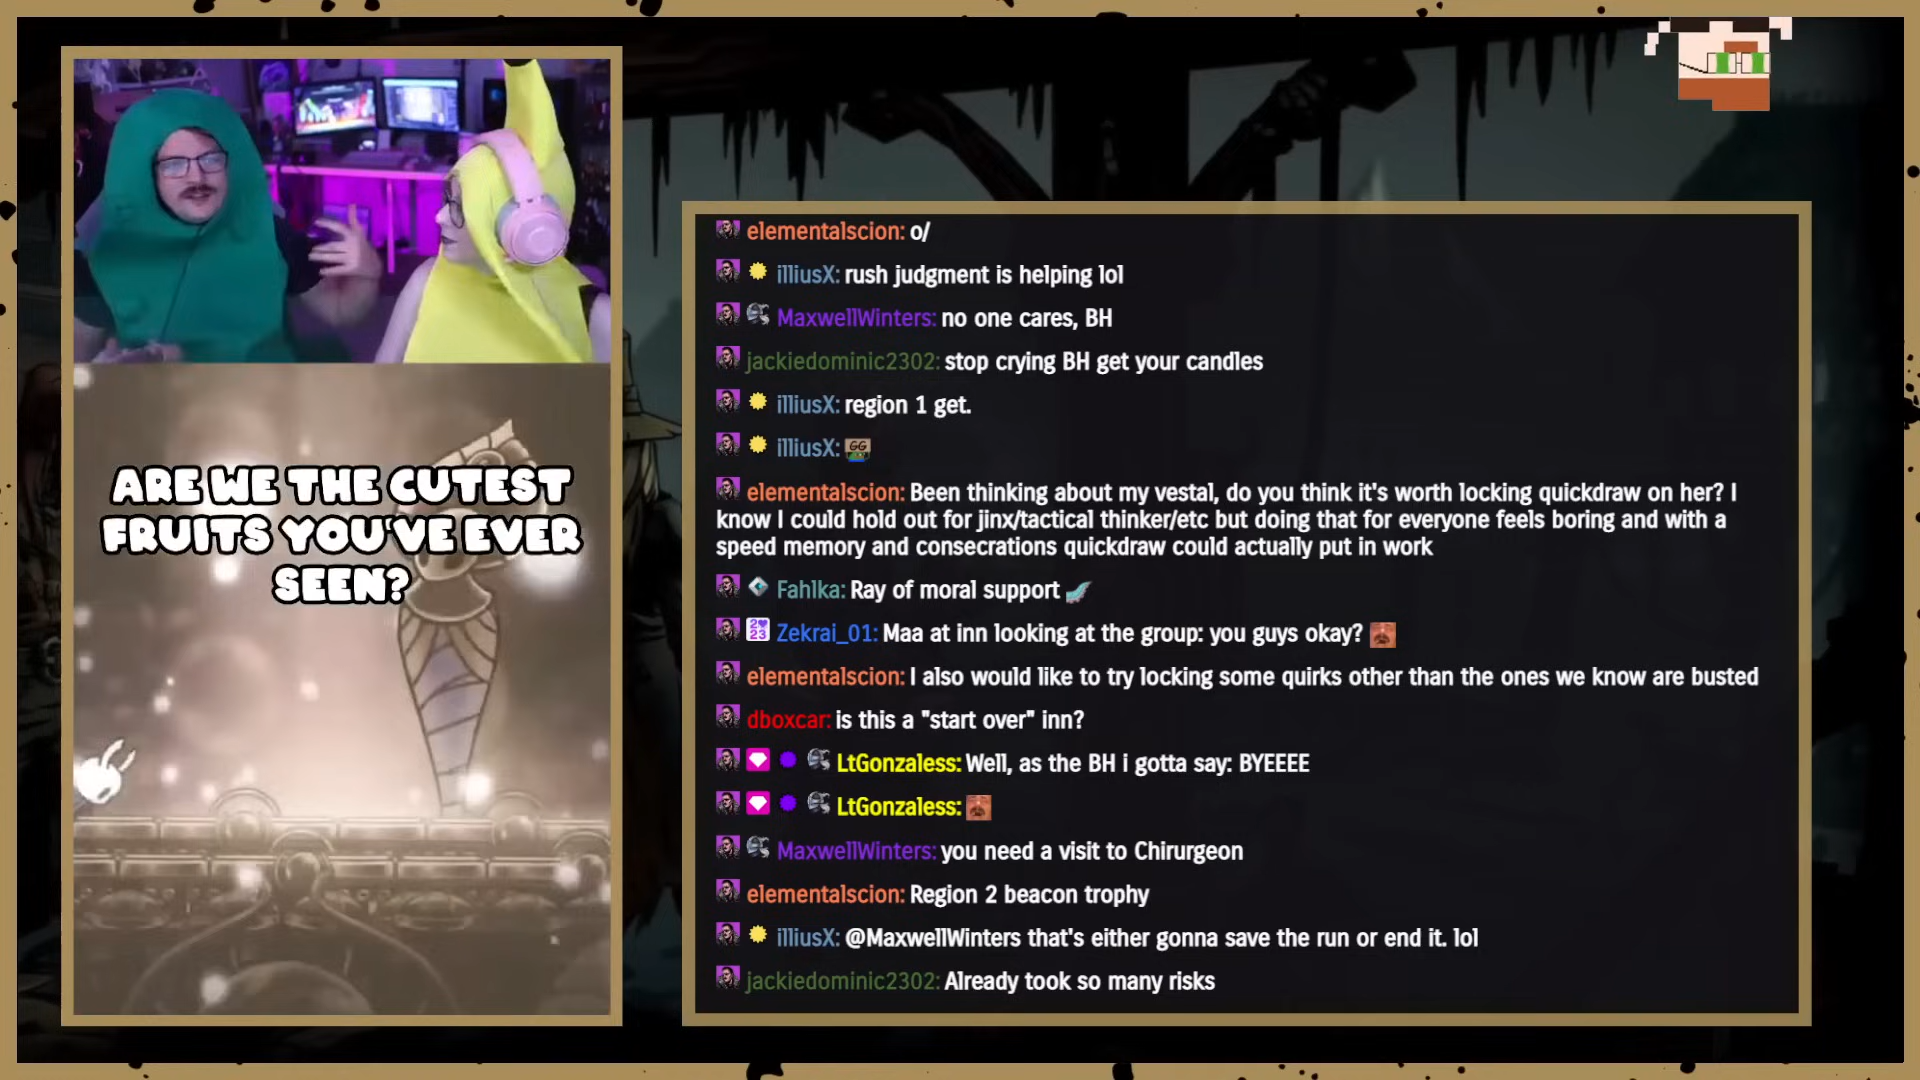 ARE WE THE CUTEST
FRUITS YOU'VE EVER
SEEN?
elementalscion: o/
illiusX: rush judgment is helping lol
MaxwellWinters: no one cares, BH
jackiedominic2302: stop crying BH get your candles
illiusX: region 1 get.
illiusX: GG
elementalscion: Been thinking about my vestal, do you think it's worth locking quickdraw on her? I
know I could hold out for jinx/tactical thinker/etc but doing that for everyone feels boring and with a
speed memory and consecrations quickdraw could actually put in work
Fahlka: Ray of moral support
2023 Zekrai_01: Maa at inn looking at the group: you guys okay?
elementalscion: I also would like to try locking some quirks other than the ones we know are busted
dboxcar: is this a "start over" inn?
LtGonzaless: Well, as the BH i gotta say: BYEEEE
LtGonzaless:
MaxwellWinters: you need a visit to Chirurgeon
elementalscion: Region 2 beacon trophy
illiusX: @MaxwellWinters that's either gonna save the run or end it. lol
jackiedominic2302: Already took so many risks